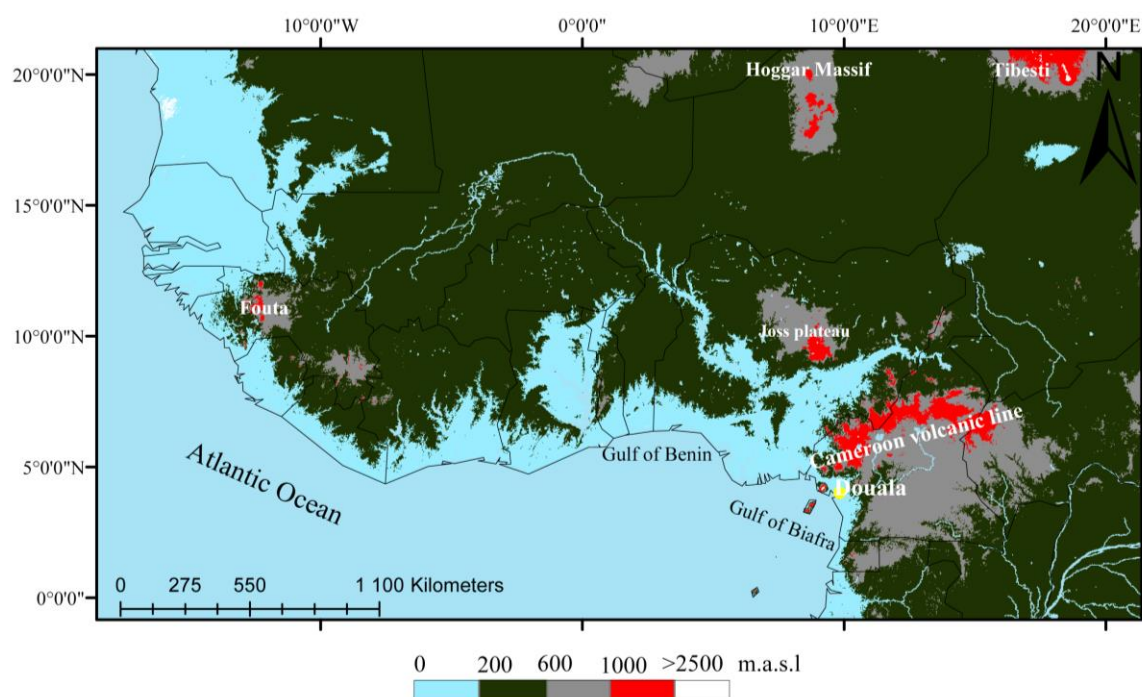 10°0'0"W 0°0'0" 10°0'0"E 20°0'0"E
20°0'0"N
Hoggar Massif
Tibesti
N
15°0'0"N
10°0'0"N
Fouta
Joss plateau
5°0'0"N
Cameroon volcanic line
Gulf of Benin
Douala
Atlantic Ocean
Gulf of Biafra
0 275 550 1 100 Kilometers
0°0'0"
0 200 600 1000 >2500 m.a.s.l